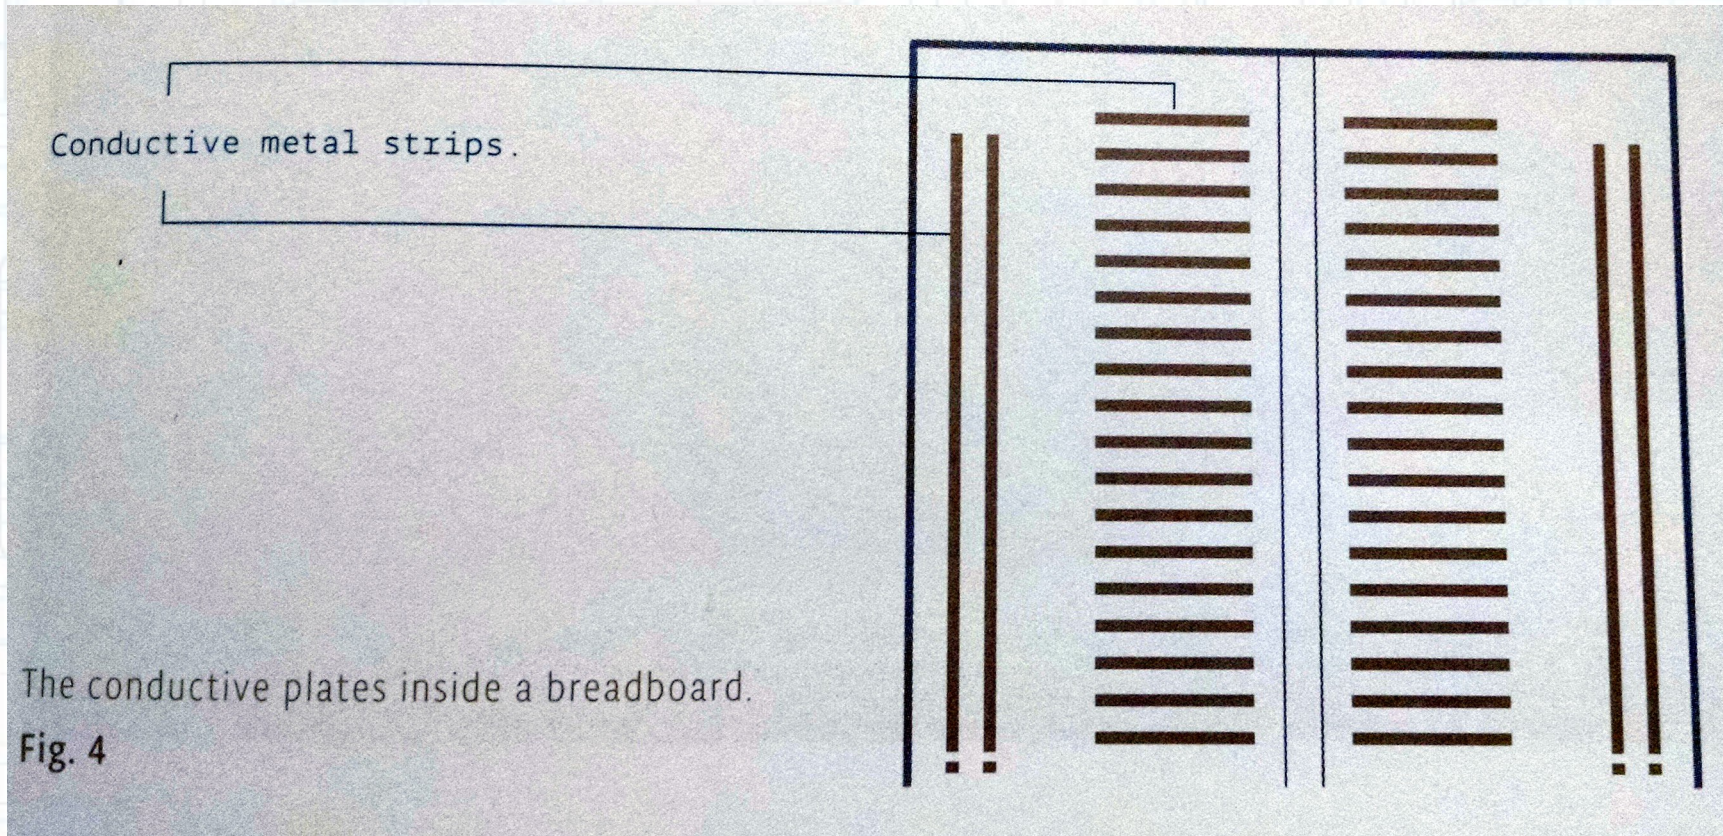 Conductive metal strips.
The conductive plates inside a breadboard.
Fig. 4